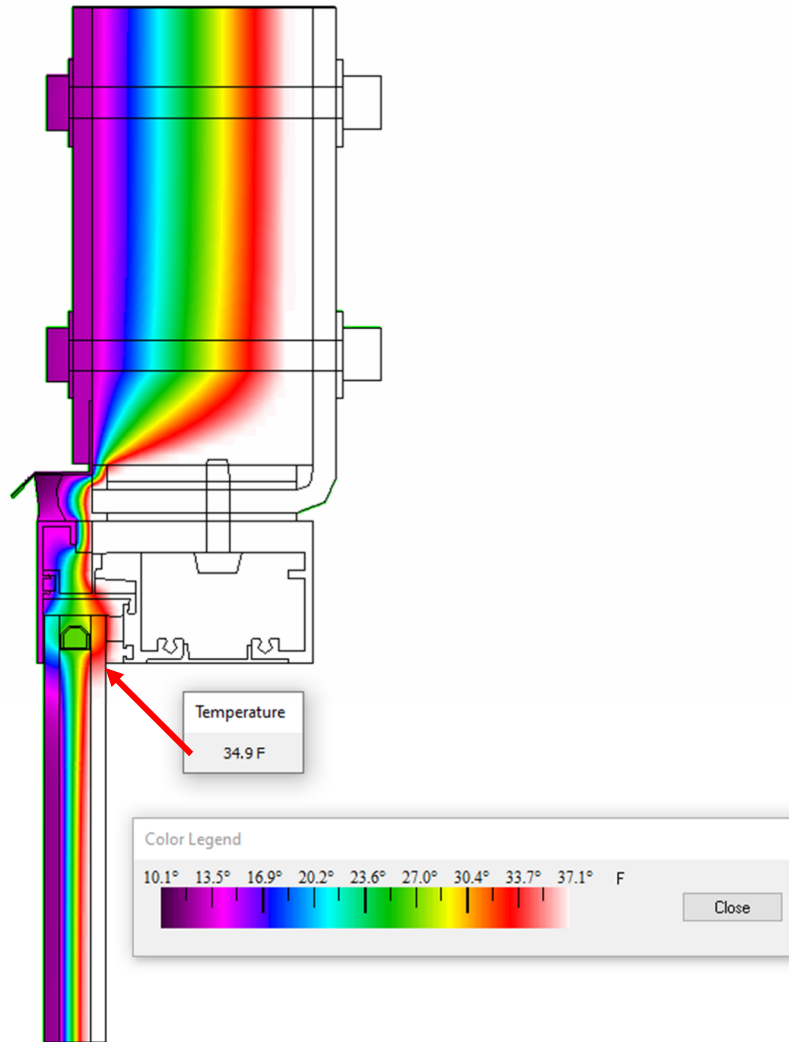 Temperature
34.9 F
Color Legend
10.1° 13.5° 16.9° 20.2° 23.6° 27.0° 30.4° 33.7° 37.1° F
Close